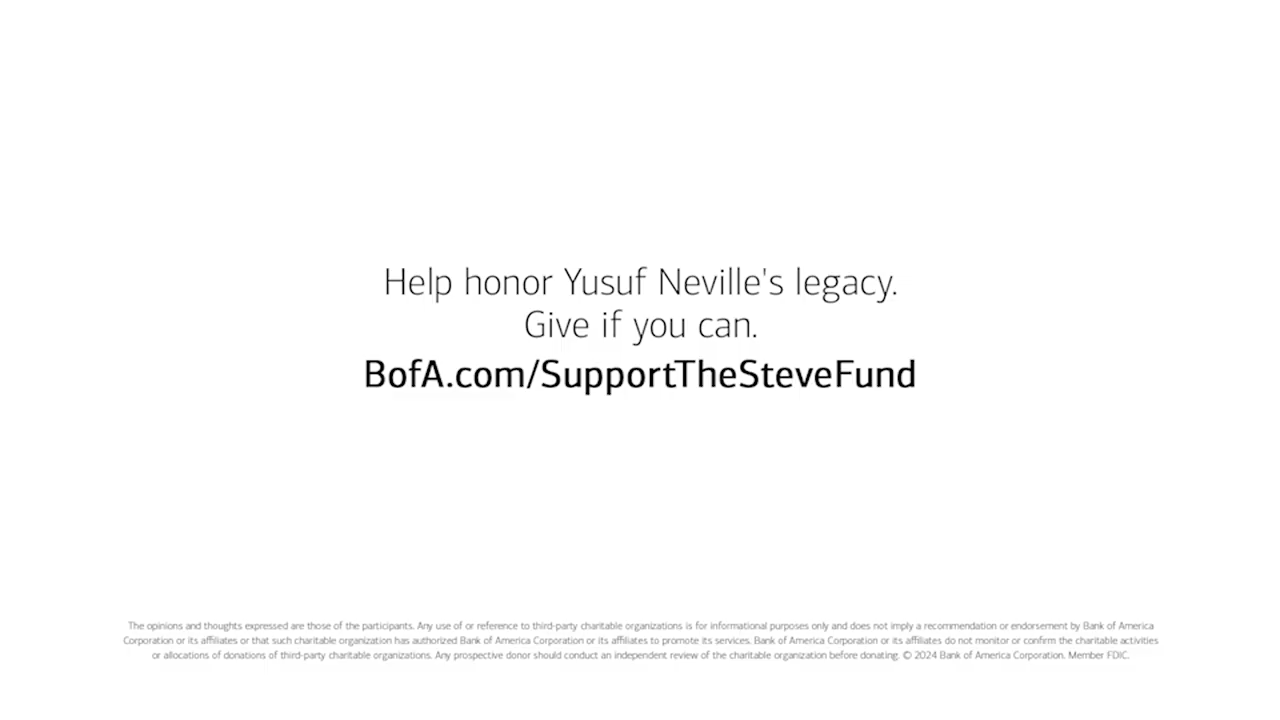 Help honor Yusuf Neville's legacy.
Give if you can.
BofA.com/SupportTheSteveFund
The opinions and thoughts expressed are those of the participants. Any use of or reference to third-party charitable organizations is for informational purposes only and does not imply a recommendation or endorsement by Bank of America
Corporation or its affiliates or that such charitable organization has authorized Bank of America Corporation or its affiliates to promote its services. Bank of America Corporation or its affiliates do not monitor or confirm the charitable activities
or allocations of donations of third-party charitable organizations. Any prospective donor should conduct an independent review of the charitable organization before donating. © 2024 Bank of America Corporation. Member FDIC.